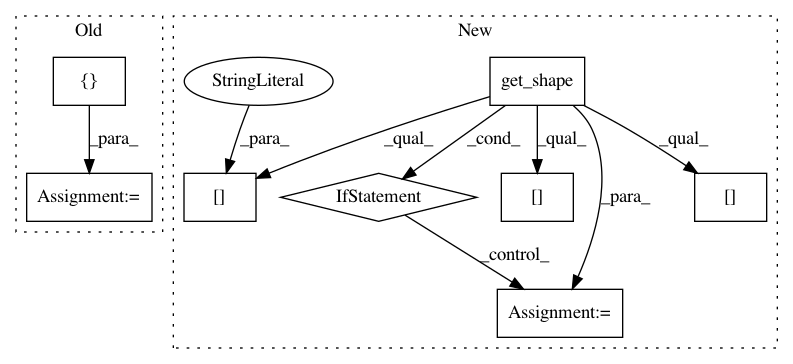 Old
New
{}
StringLiteral
get_shape
_para_
_para_
_qual_
_cond_
_qual_
_qual_
Assignment:=
[]
IfStatement
[]
_para_
[]
_control_
Assignment:=